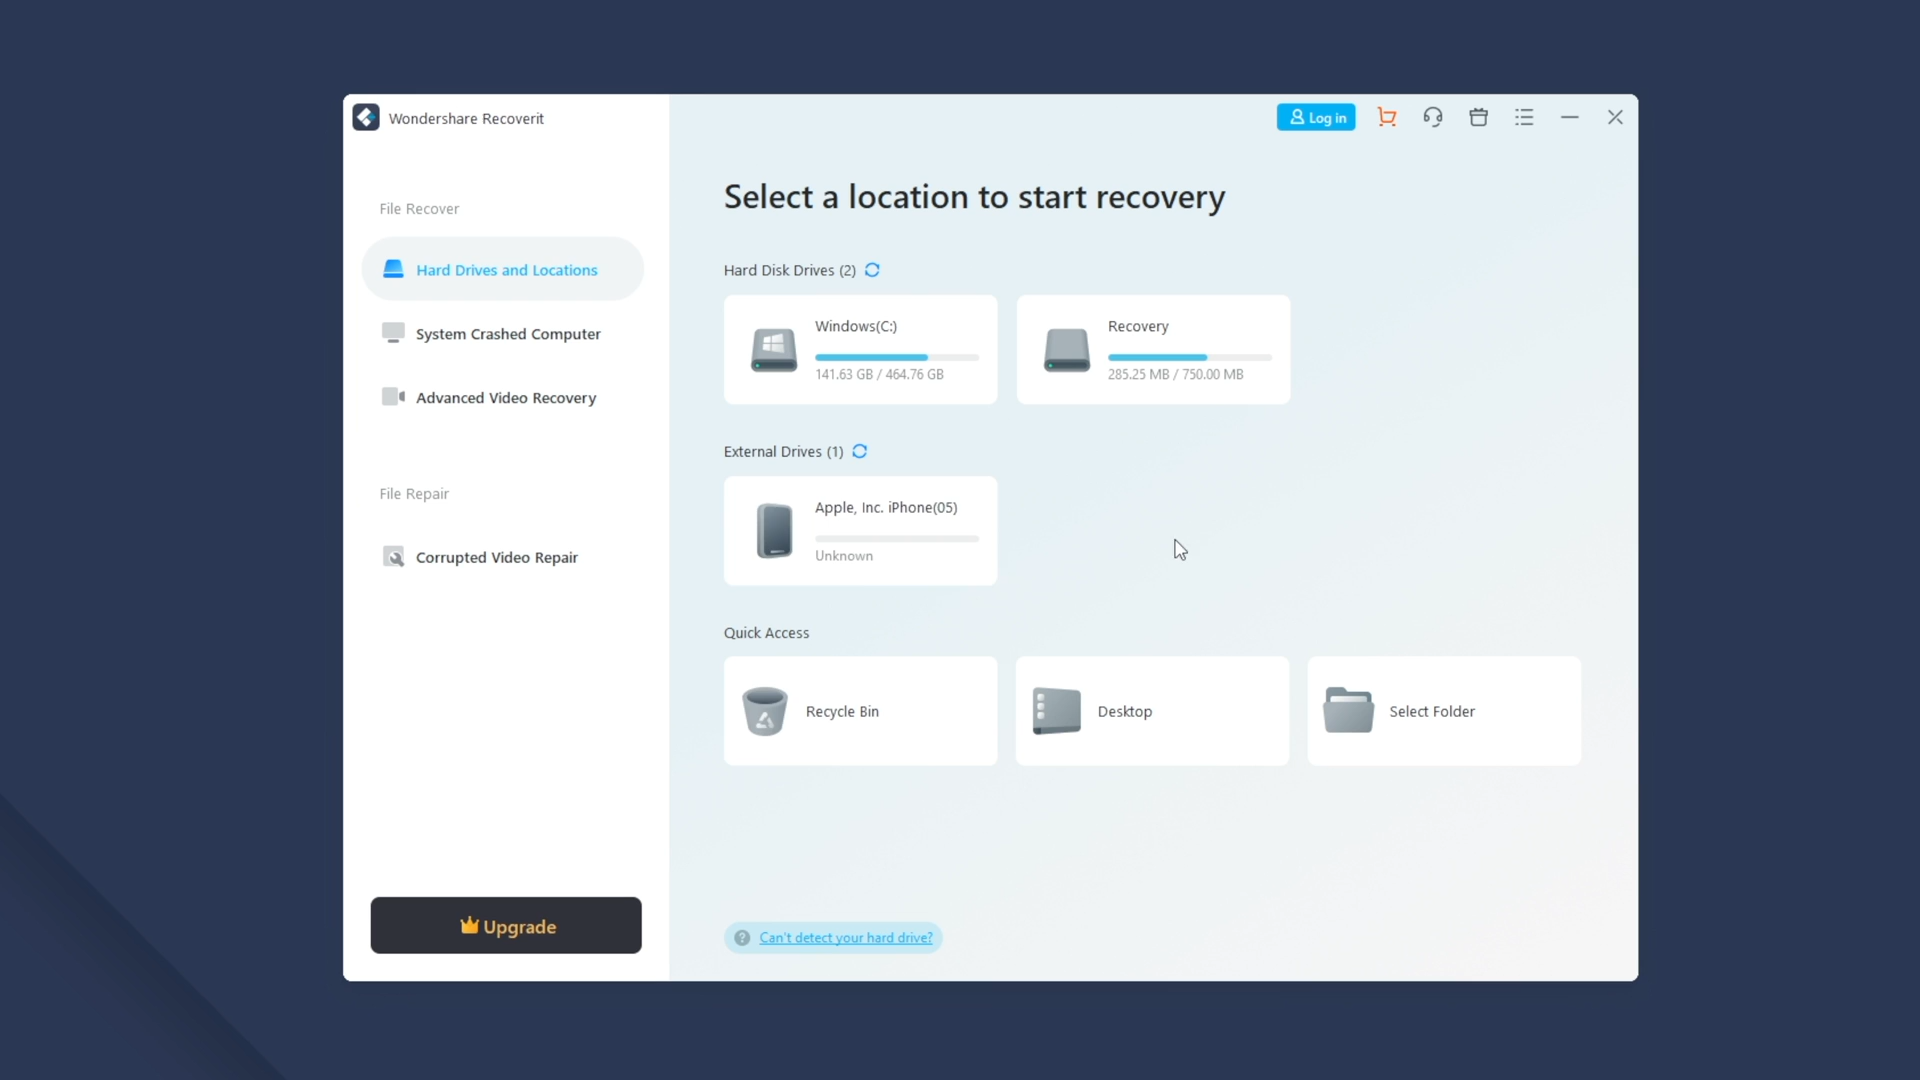 Wondershare Recoverit
Log in
File Recover
Hard Drives and Locations
System Crashed Computer
Advanced Video Recovery
File Repair
Corrupted Video Repair
Upgrade
Select a location to start recovery
Hard Disk Drives (2)
Windows(C:)
141.63 GB / 464.76 GB
Recovery
285.25 MB / 750.00 MB
External Drives (1)
Apple, Inc. iPhone(05)
Unknown
Quick Access
Recycle Bin
Desktop
Select Folder
? Can't detect your hard drive?